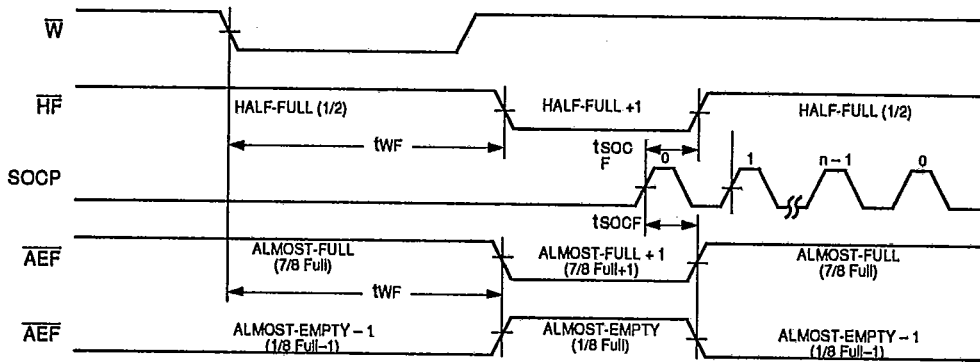 W
HF
HALF-FULL (1/2)
HALF-FULL +1
HALF-FULL (1/2)
tWF
tSOC
F
SOCP
0
1
n-1
0
tSOCF
AEF
ALMOST-FULL
(7/8 Full)
ALMOST-FULL + 1
(7/8 Full+1)
ALMOST-FULL
(7/8 Full)
tWF
AEF
ALMOST-EMPTY - 1
(1/8 Full-1)
ALMOST-EMPTY
(1/8 Full)
ALMOST-EMPTY - 1
(1/8 Full-1)